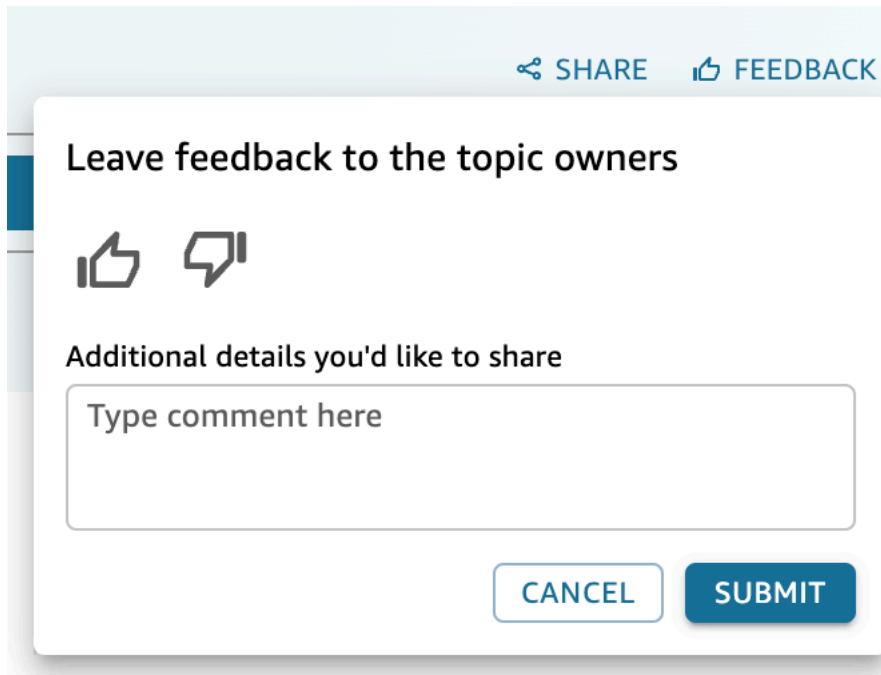 SHARE FEEDBACK
Leave feedback to the topic owners
Additional details you'd like to share
Type comment here
CANCEL SUBMIT